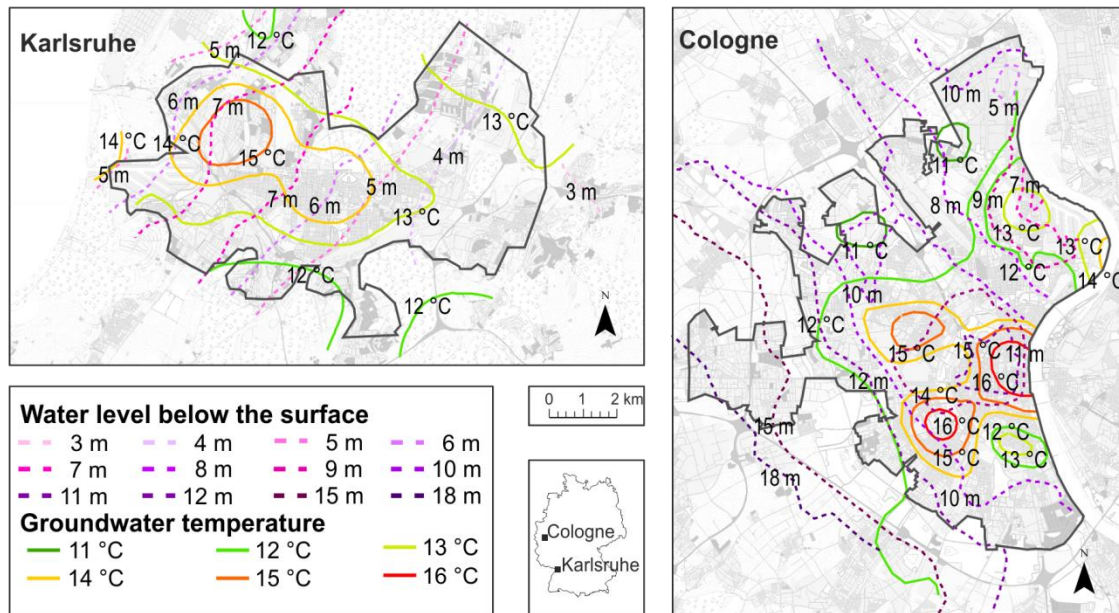 Karlsruhe
12 °C
5 m
6 m
7 m
13 °C
14 °C
14 °C
15 °C
4 m
5 m
7 m
6 m
5 m
13 °C
3 m
12 °C
12 °C
N
Water level below the surface
3 m 4 m 5 m 6 m
7 m 8 m 9 m 10 m
11 m 12 m 15 m 18 m
Groundwater temperature
11 °C 12 °C 13 °C
14 °C 15 °C 16 °C
0 1 2 km
Cologne
Karlsruhe
Cologne
10 m
5 m
11 °C
7 m
9 m
8 m
13 °C
13 °C
11 °C
12 °C
14 °C
10 m
12 °C
15 °C
15 °C
11 m
12 m
16 °C
14 °C
15 m
16 °C
12 °C
15 °C
13 °C
18 m
10 m
N